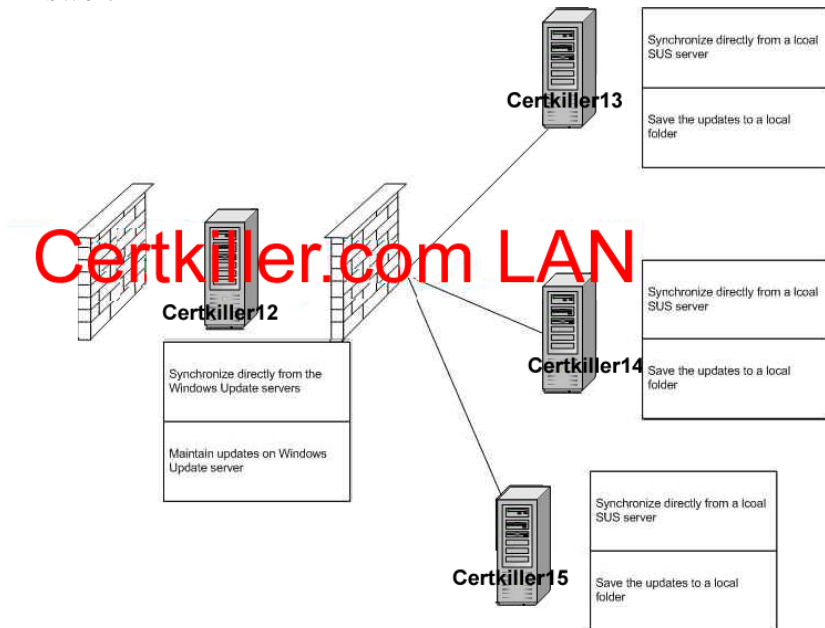 Synchronize directly from a lcoal
SUS server
Certkiller13
Save the updates to a local
folder
Certkiller.com LAN
Certkiller12
Synchronize directly from the
Windows Update servers
Maintain updates on Windows
Update server
Synchronize directly from a lcoal
SUS server
Certkiller14
Save the updates to a local
folder
Synchronize directly from a lcoal
SUS server
Certkiller15
Save the updates to a local
folder